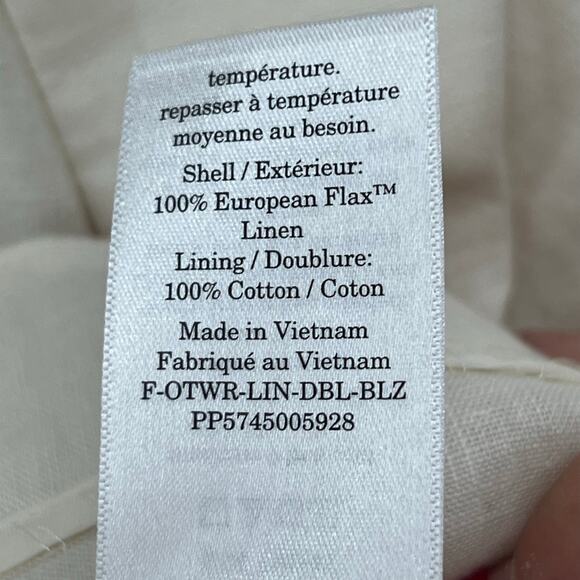 température.
repasser à température
moyenne au besoin.
Shell / Extérieur:
100% European Flax™
Linen
Lining / Doublure:
100% Cotton / Coton
Made in Vietnam
Fabriqué au Vietnam
F-OTWR-LIN-DBL-BLZ
PP5745005928